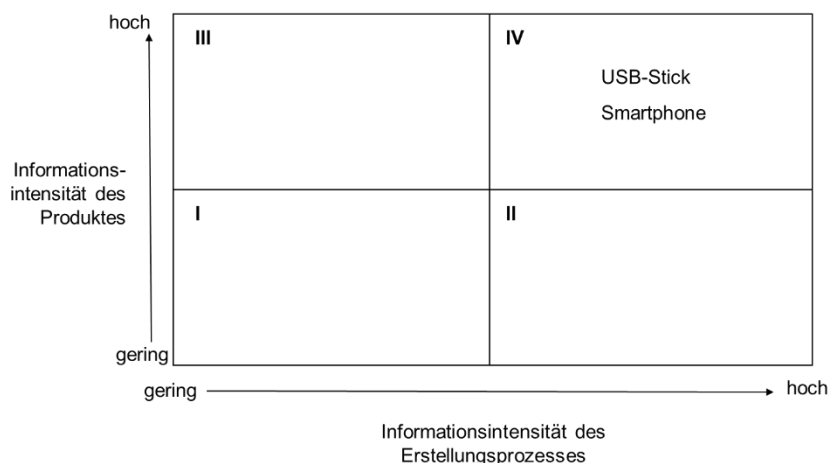 hoch
III
IV
USB-Stick
Smartphone
Informations-
intensität des
Produktes
I
II
gering
gering
hoch
Informationsintensität des
Erstellungsprozesses